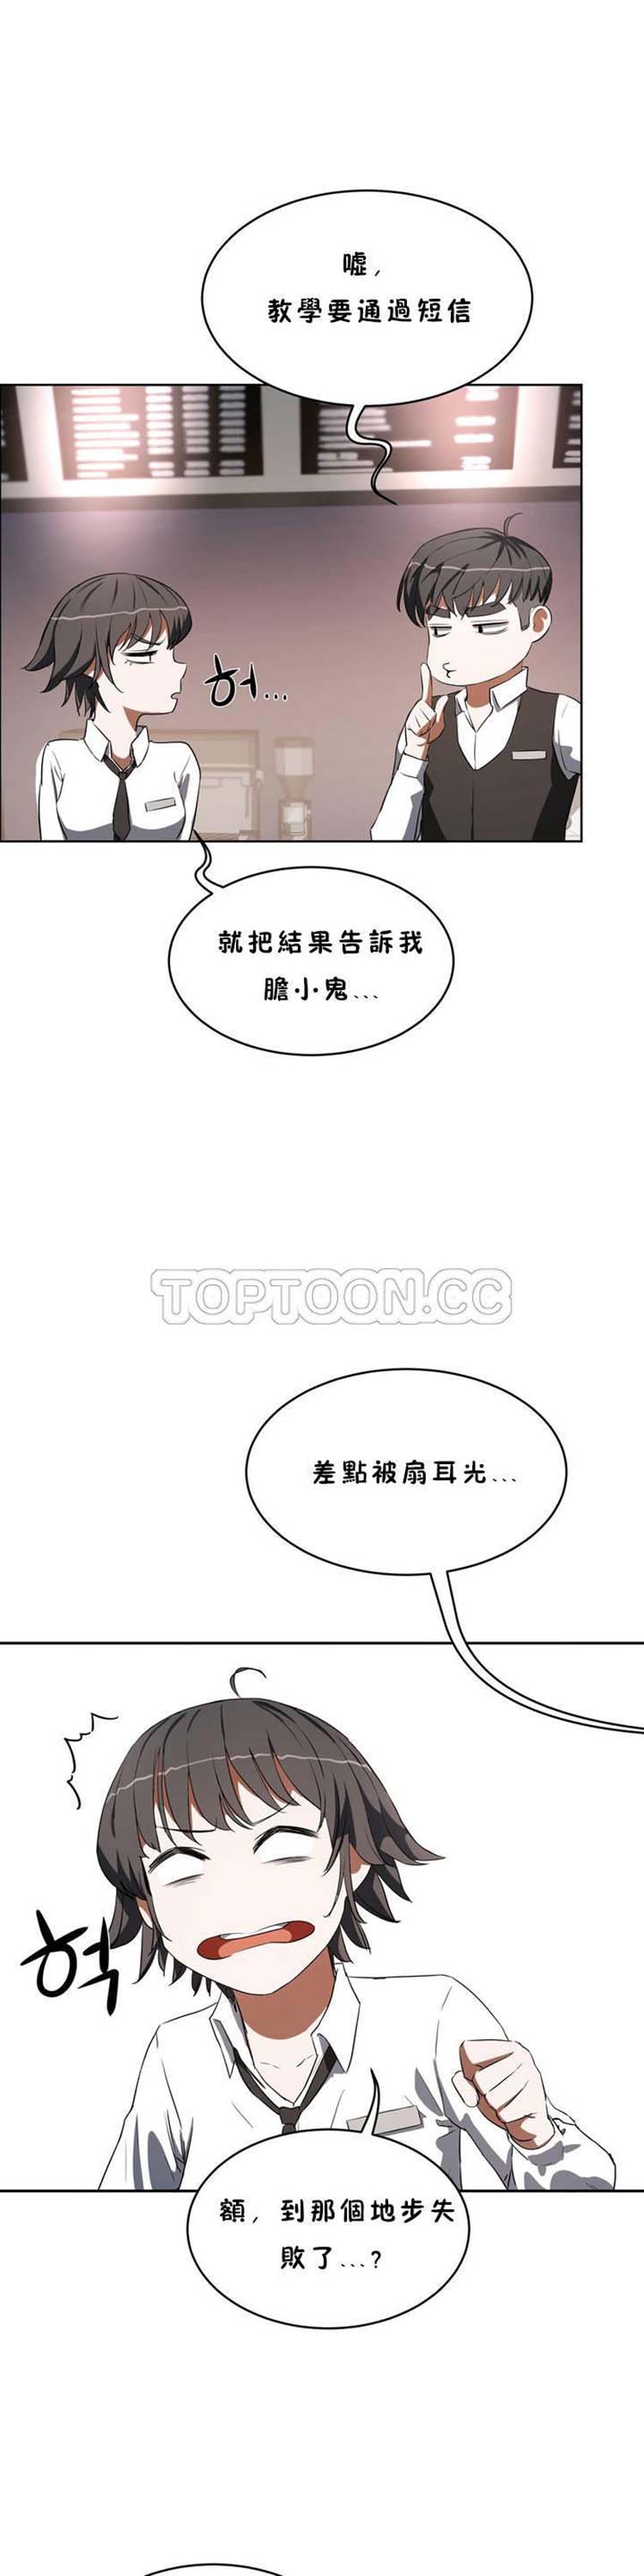 噓,
教學要通過短信
허...
就把結果告訴我
膽小鬼...
TOPTOON.CC
差點被扇耳光...
헉
額, 到那個地步失
敗了...?